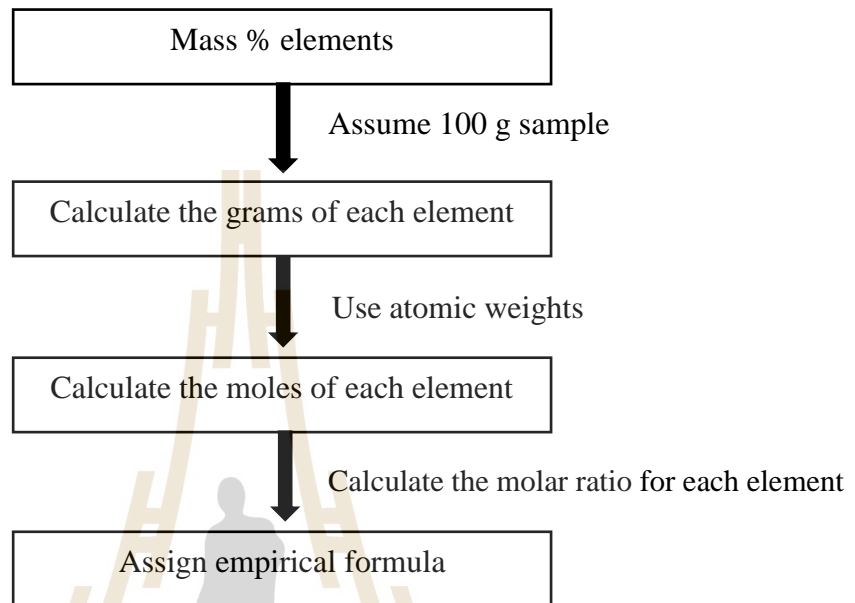 Mass % elements
Assume 100 g sample
Calculate the grams of each element
Use atomic weights
Calculate the moles of each element
Calculate the molar ratio for each element
Assign empirical formula